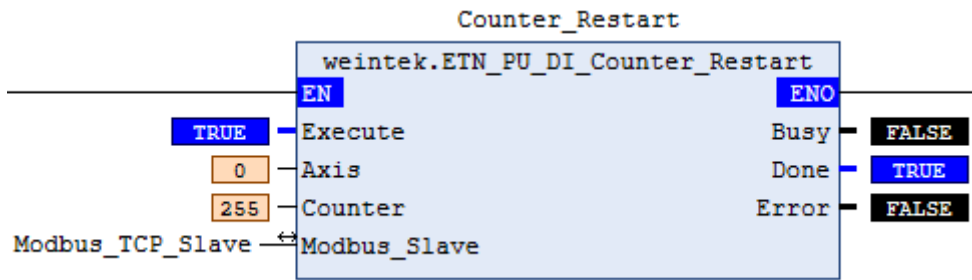 Counter_Restart
weintek.ETN_PU_DI_Counter_Restart
EN ENO
TRUE Execute Busy FALSE
0 Axis Done TRUE
255 Counter Error FALSE
Modbus_TCP_Slave Modbus_Slave